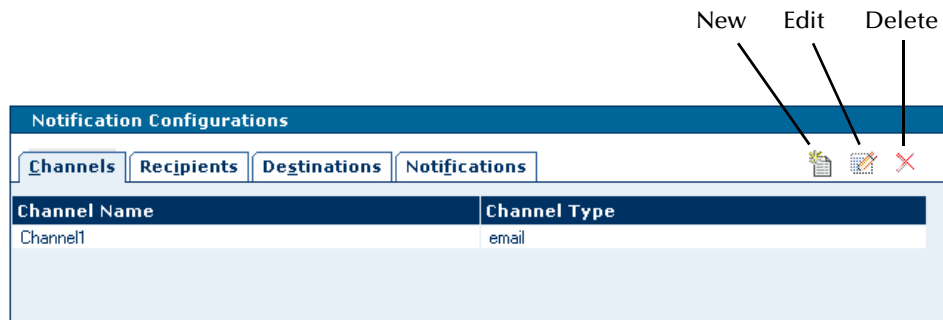 New Edit Delete
Notification Configurations
Channels Recipients Destinations Notifications
Channel Name Channel Type
Channel1 email